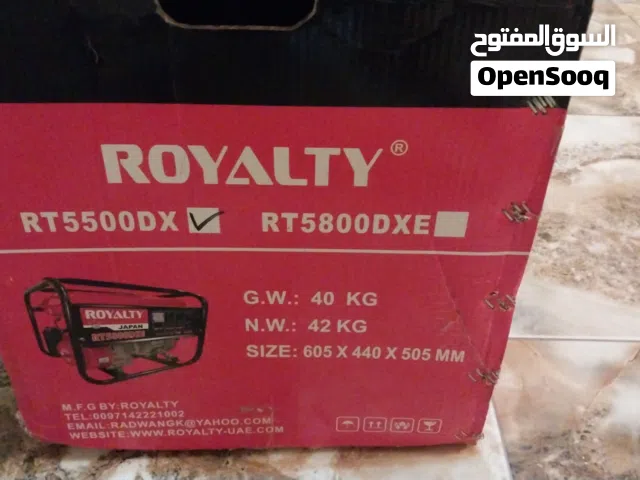 السوق المفتوح
OpenSooq
ROYALTY®
RT5500DX RT5800DXE
G.W.: 40 KG
N.W.: 42 KG
SIZE: 605 X 440 X 505 MM
ROYALTY
JAPAN
M.F.G BY:ROYALTY
TEL:0097142221002
EMAIL:RADWANGK@YAHOO.COM
WEBSITE:WWW.ROYALTY-UAE.COM